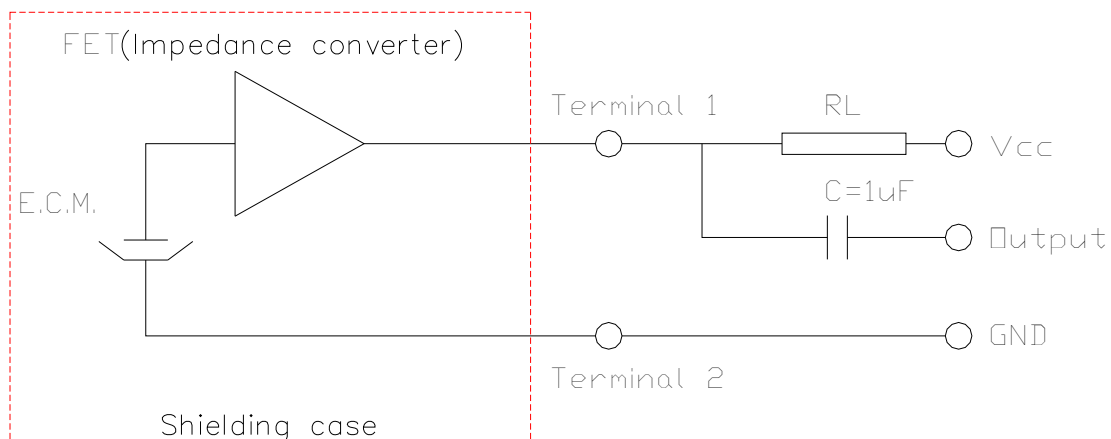 FET(Impedance converter)
Terminal 1
RL
Vcc
E.C.M.
C=1uF
Output
GND
Terminal 2
Shielding case